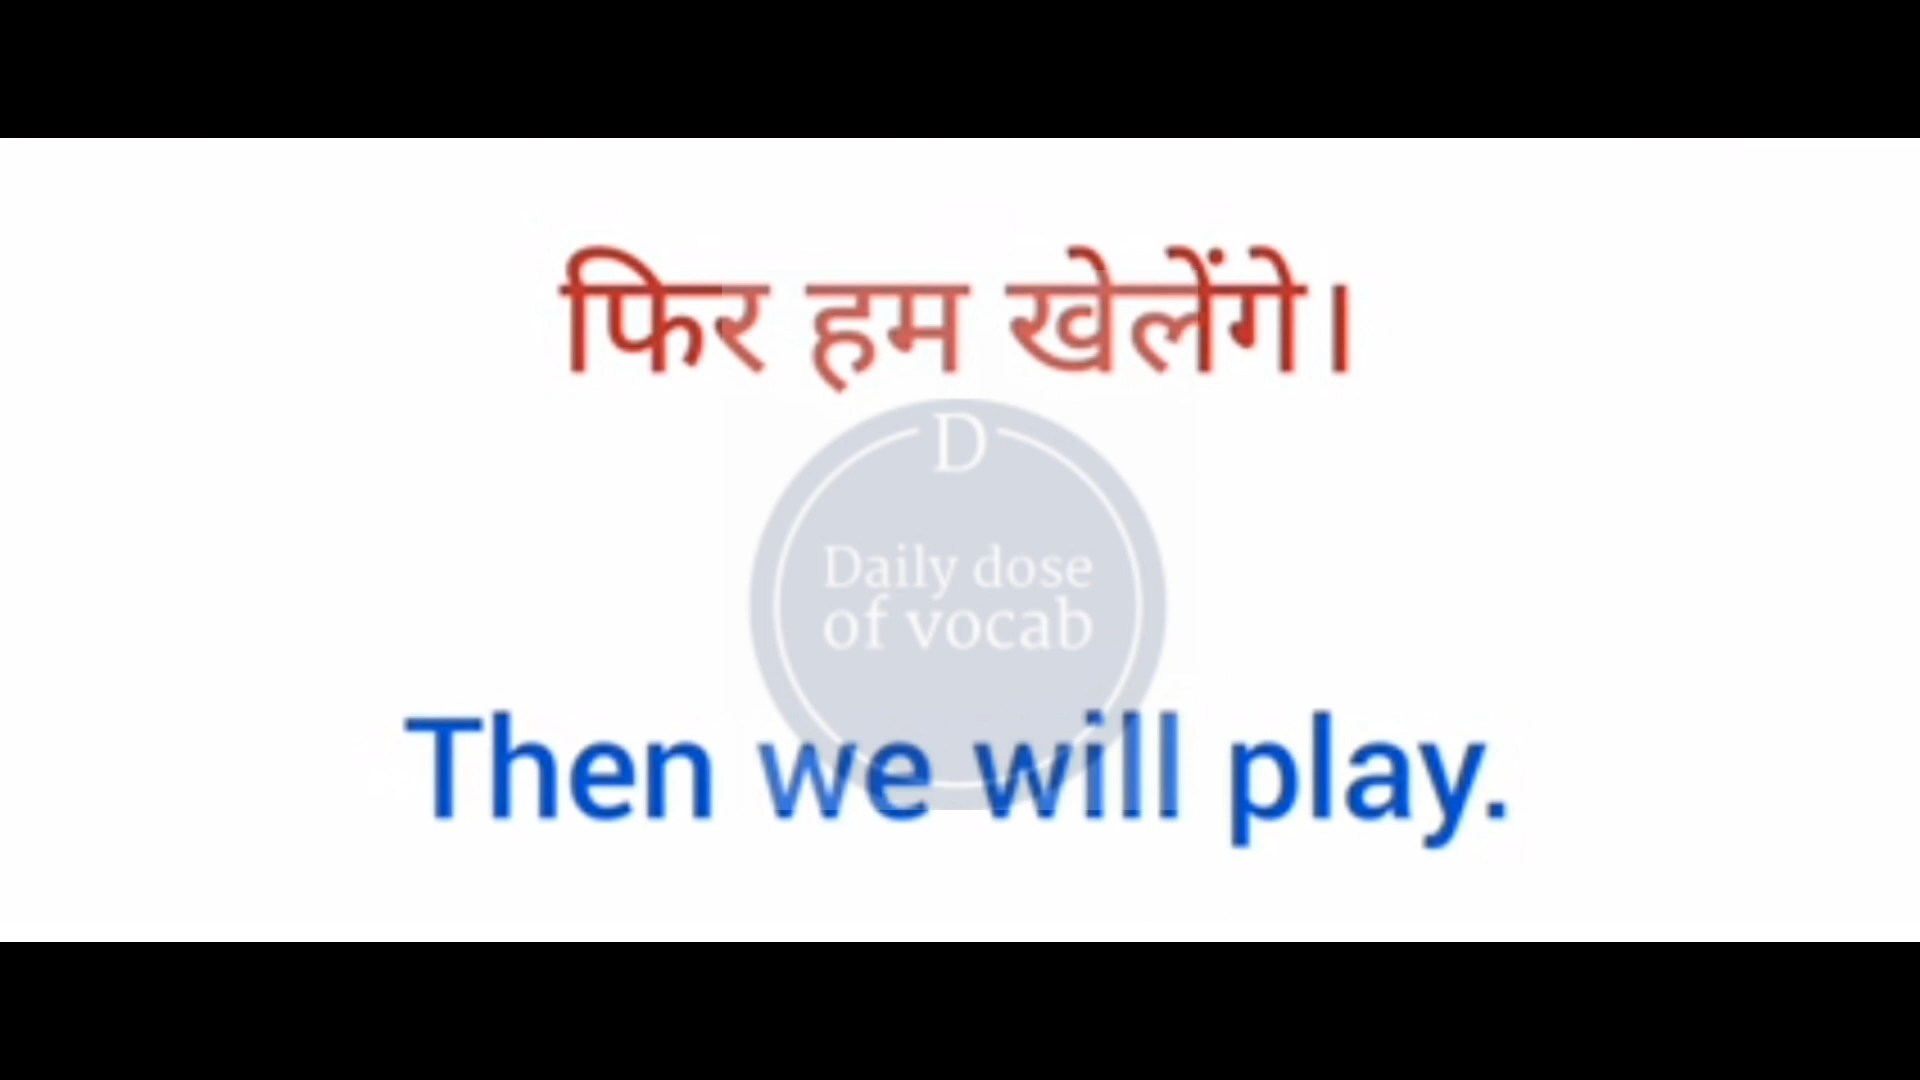 फिर हम खेलेंगे।
D
Daily dose
of vocab
Then we will play.